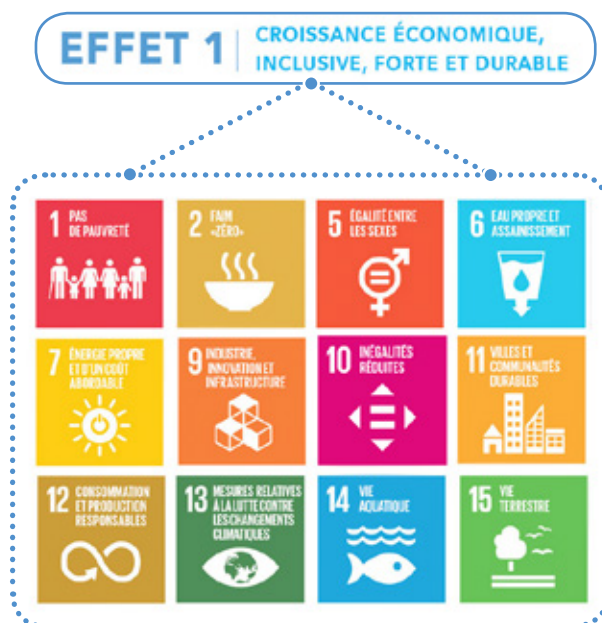 EFFET 1
CROISSANCE ÉCONOMIQUE,
INCLUSIVE, FORTE ET DURABLE
1 PAS
DE PAUVRETÉ
2 FAIM
«ZÉRO»
5 ÉGALITÉ ENTRE
LES SEXES
6 EAU PROPRE ET
ASSAINISSEMENT
7 ÉNERGIE PROPRE
ET D'UN COÛT
ABORDABLE
9 INDUSTRIE,
INNOVATION ET
INFRASTRUCTURE
10 INÉGALITÉS
RÉDUITES
11 VILLES ET
COMMUNAUTÉS
DURABLES
12 CONSOMMATION
ET PRODUCTION
RESPONSABLES
13 MESURES RELATIVES
À LA LUTTE CONTRE
LES CHANGEMENTS
CLIMATIQUES
14 VIE
AQUATIQUE
15 VIE
TERRESTRE